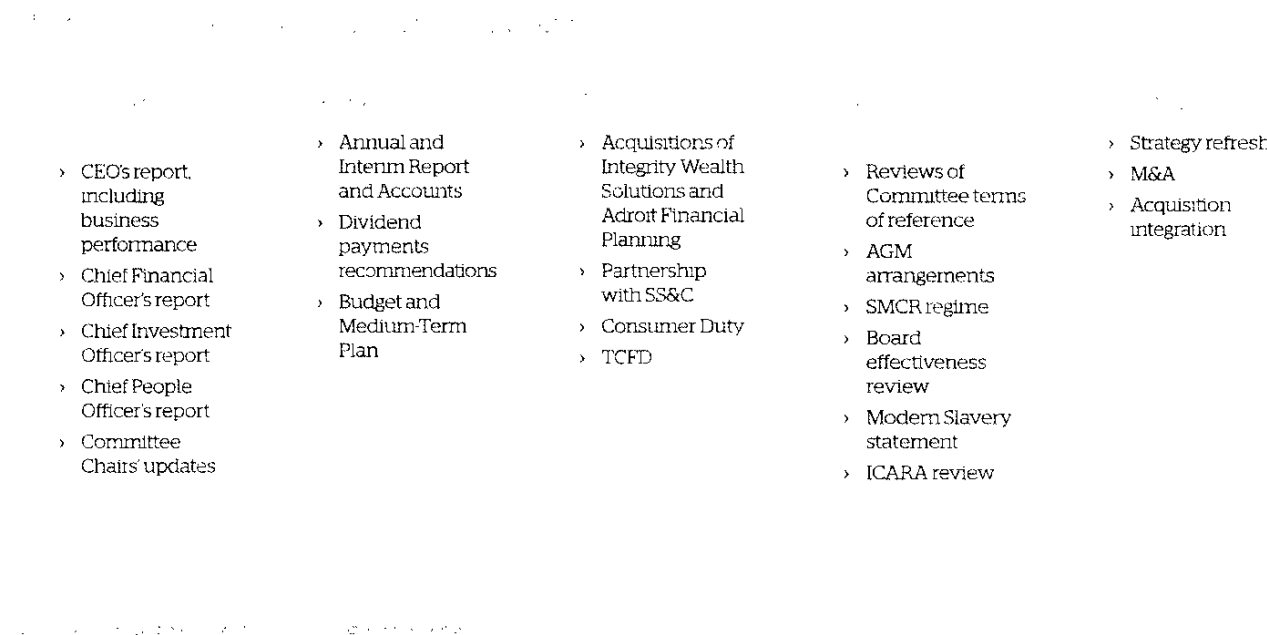 › CEO's report,
including
business
performance
› Chief Financial
Officer's report
› Chief Investment
Officer's report
› Chief People
Officer's report
› Committee
Chairs' updates
› Annual and
Interim Report
and Accounts
› Dividend
payments
recommendations
› Budget and
Medium-Term
Plan
› Acquisitions of
Integrity Wealth
Solutions and
Adroit Financial
Planning
› Partnership
with SS&C
› Consumer Duty
› TCFD
› Reviews of
Committee terms
of reference
› AGM
arrangements
› SMCR regime
› Board
effectiveness
review
› Modern Slavery
statement
› ICARA review
› Strategy refresh
› M&A
› Acquisition
integration